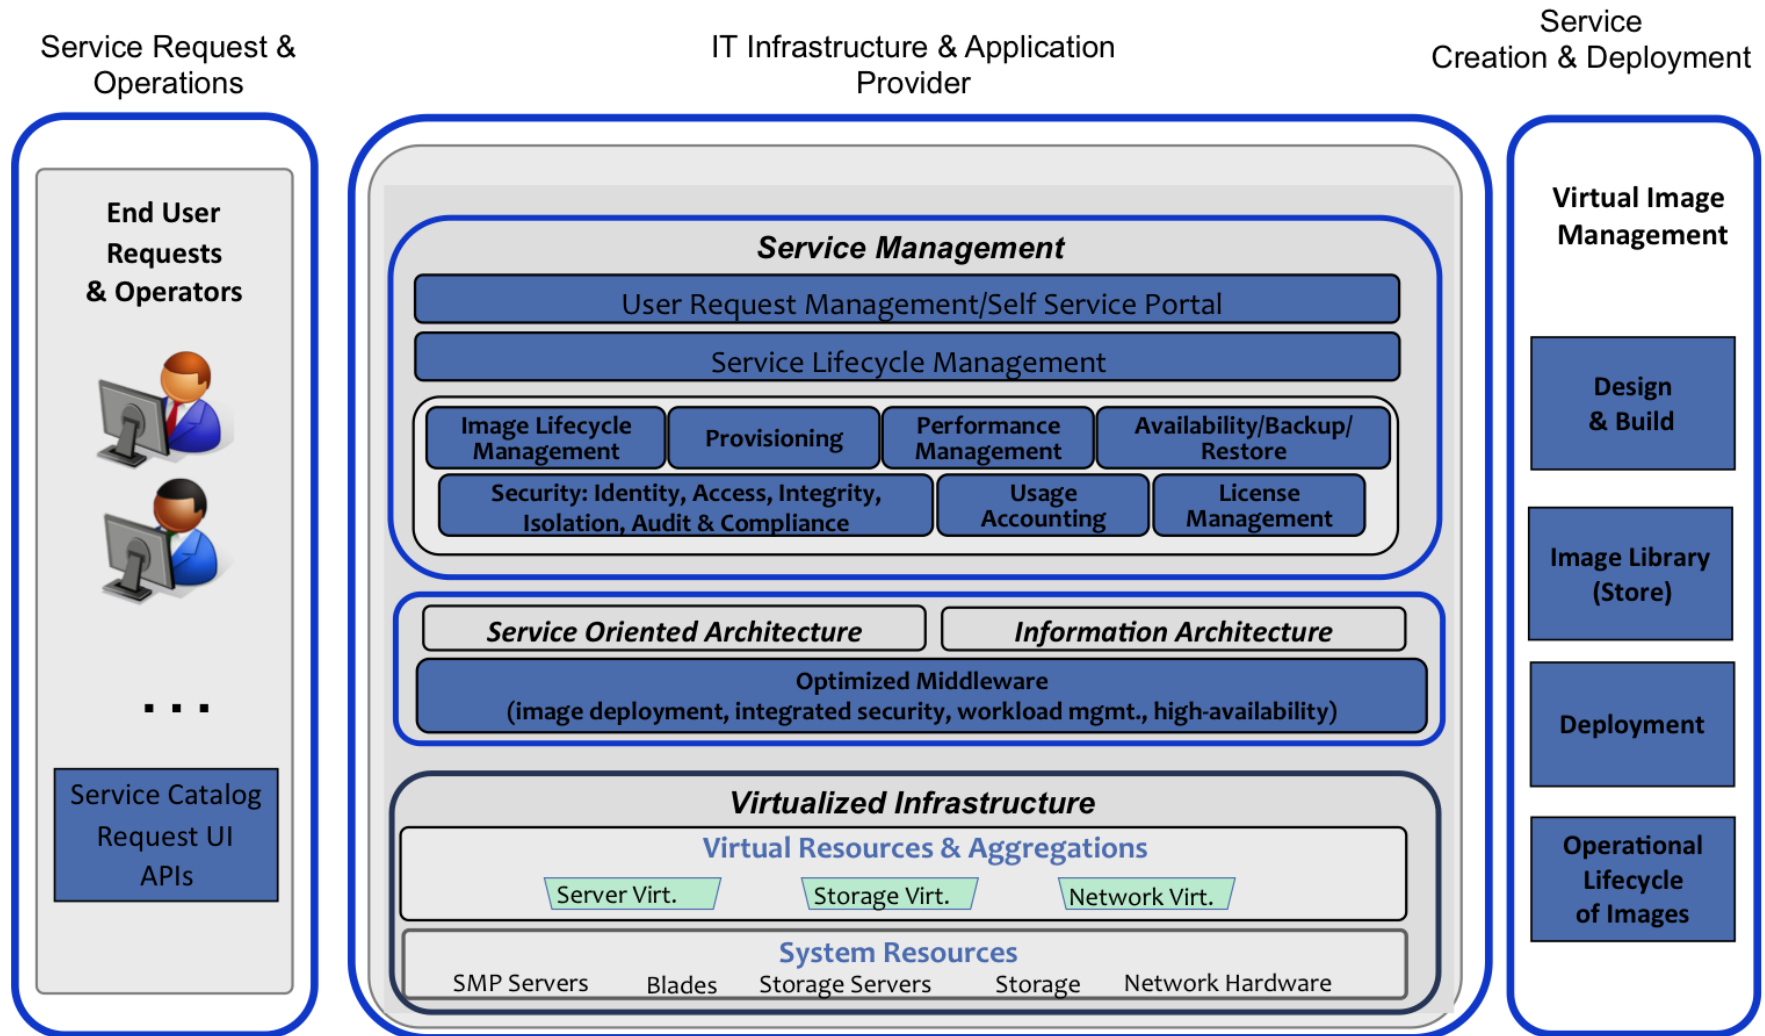 Service Request &
Operations
IT Infrastructure & Application
Provider
Service
Creation & Deployment
End User
Requests
& Operators
...
Service Catalog
Request UI
APIs
Service Management
User Request Management/Self Service Portal
Service Lifecycle Management
Image Lifecycle
Management
Provisioning
Performance
Management
Availability/Backup/
Restore
Security: Identity, Access, Integrity,
Isolation, Audit & Compliance
Usage
Accounting
License
Management
Service Oriented Architecture
Information Architecture
Optimized Middleware
(image deployment, integrated security, workload mgmt., high-availability)
Virtualized Infrastructure
Virtual Resources & Aggregations
Server Virt.
Storage Virt.
Network Virt.
System Resources
SMP Servers
Blades
Storage Servers
Storage
Network Hardware
Virtual Image
Management
Design
& Build
Image Library
(Store)
Deployment
Operational
Lifecycle
of Images